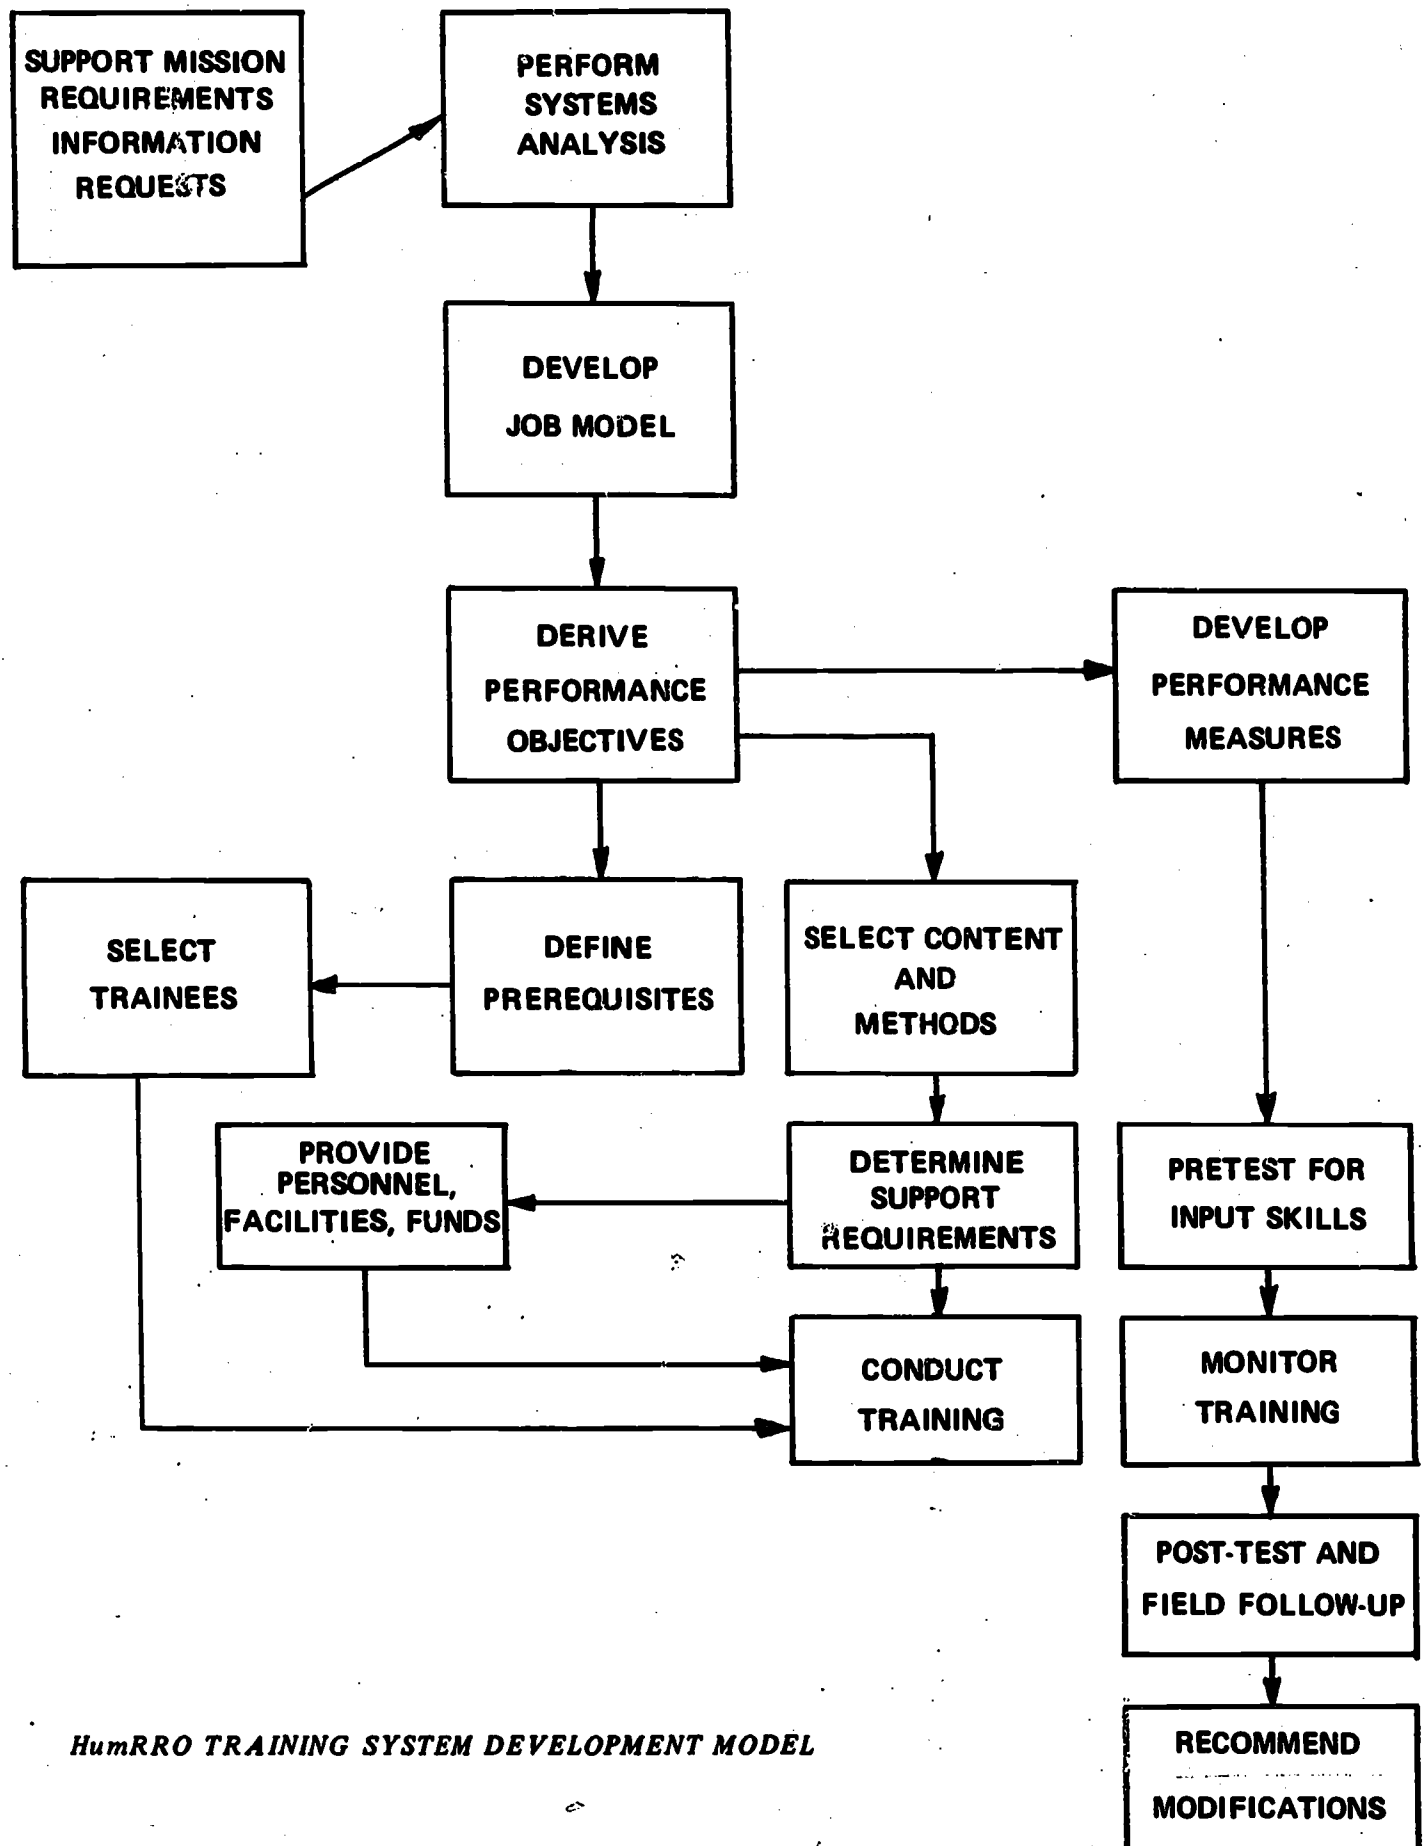 SUPPORT MISSION
REQUIREMENTS
INFORMATION
REQUESTS
PERFORM
SYSTEMS
ANALYSIS
DEVELOP
JOB MODEL
DERIVE
PERFORMANCE
OBJECTIVES
DEVELOP
PERFORMANCE
MEASURES
SELECT
TRAINEES
DEFINE
PREREQUISITES
SELECT CONTENT
AND
METHODS
PROVIDE
PERSONNEL,
FACILITIES, FUNDS
DETERMINE
SUPPORT
REQUIREMENTS
PRETEST FOR
INPUT SKILLS
CONDUCT
TRAINING
MONITOR
TRAINING
POST-TEST AND
FIELD FOLLOW-UP
RECOMMEND
MODIFICATIONS
HumRRO TRAINING SYSTEM DEVELOPMENT MODEL